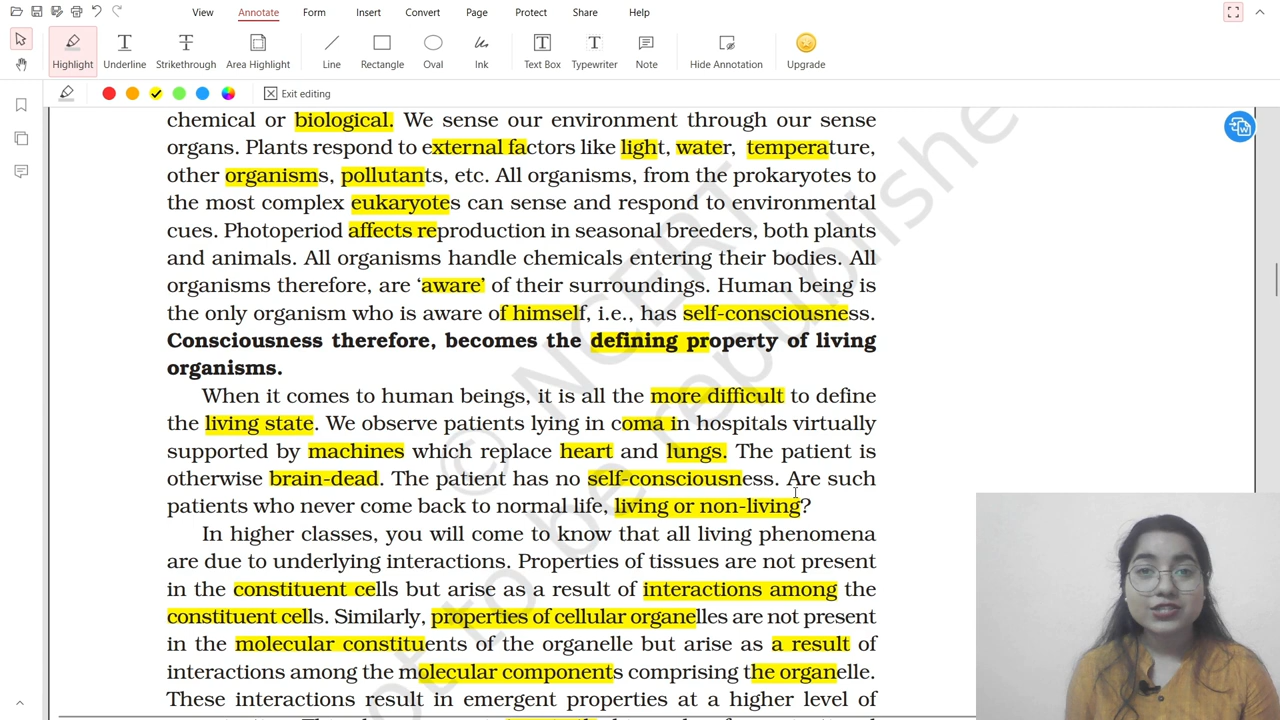 View Annotate Form Insert Convert Page Protect Share Help
Highlight Underline Strikethrough Area Highlight Line Rectangle Oval Ink Text Box Typewriter Note Hide Annotation Upgrade
Exit editing
chemical or biological. We sense our environment through our sense
organs. Plants respond to external factors like light, water, temperature,
other organisms, pollutants, etc. All organisms, from the prokaryotes to
the most complex eukaryotes can sense and respond to environmental
cues. Photoperiod affects reproduction in seasonal breeders, both plants
and animals. All organisms handle chemicals entering their bodies. All
organisms therefore, are ‘aware’ of their surroundings. Human being is
the only organism who is aware of himself, i.e., has self-consciousness.
Consciousness therefore, becomes the defining property of living
organisms.
When it comes to human beings, it is all the more difficult to define
the living state. We observe patients lying in coma in hospitals virtually
supported by machines which replace heart and lungs. The patient is
otherwise brain-dead. The patient has no self-consciousness. Are such
patients who never come back to normal life, living or non-living?
In higher classes, you will come to know that all living phenomena
are due to underlying interactions. Properties of tissues are not present
in the constituent cells but arise as a result of interactions among the
constituent cells. Similarly, properties of cellular organelles are not present
in the molecular constituents of the organelle but arise as a result of
interactions among the molecular components comprising the organelle.
These interactions result in emergent properties at a higher level of
© NCERT
be republishe